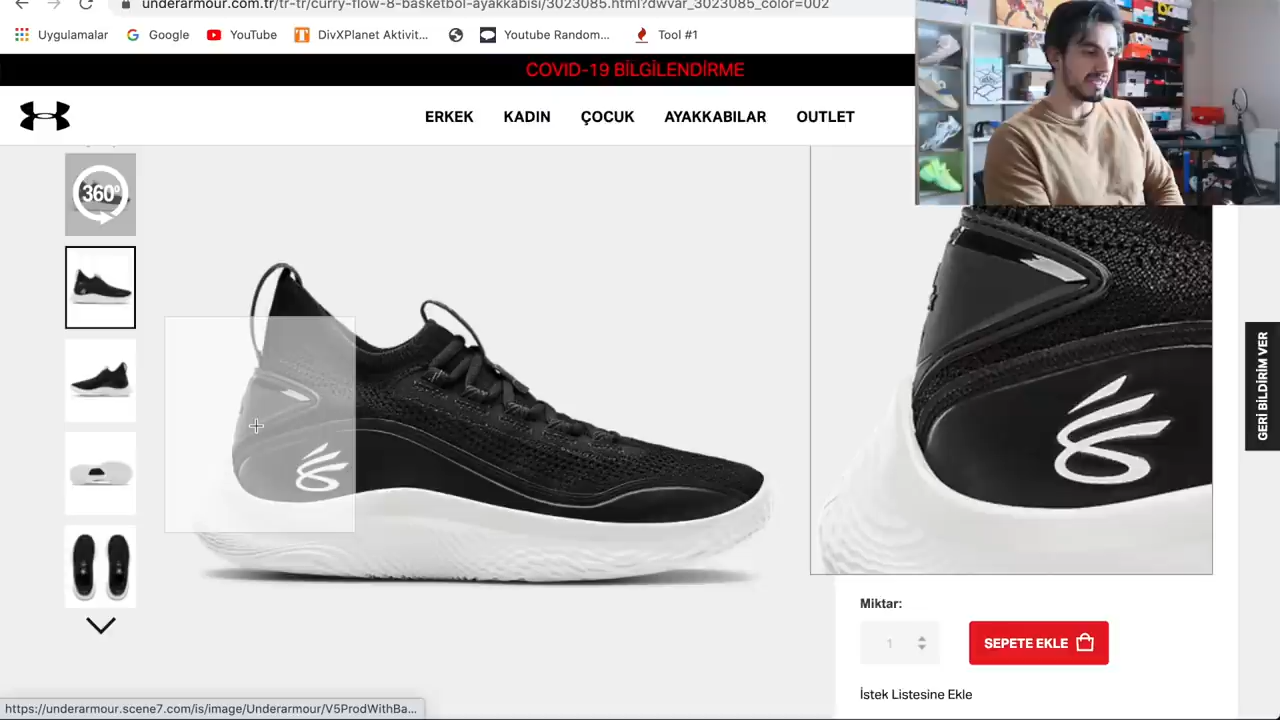 underarmour.com.tr/tr-tr/curry-flow-8-basketbol-ayakkabisi/3023085.html?dwvar_3023085_color=002
Uygulamalar Google YouTube DivXPlanet Aktivit... Youtube Random... Tool #1
COVID-19 BİLGİLENDİRME
ERKEK KADIN ÇOCUK AYAKKABILAR OUTLET
360°
GERİ BİLDİRİM VER
Miktar:
1
SEPETE EKLE
İstek Listesine Ekle
https://underarmour.scene7.com/is/image/Underarmour/V5ProdWithBa...